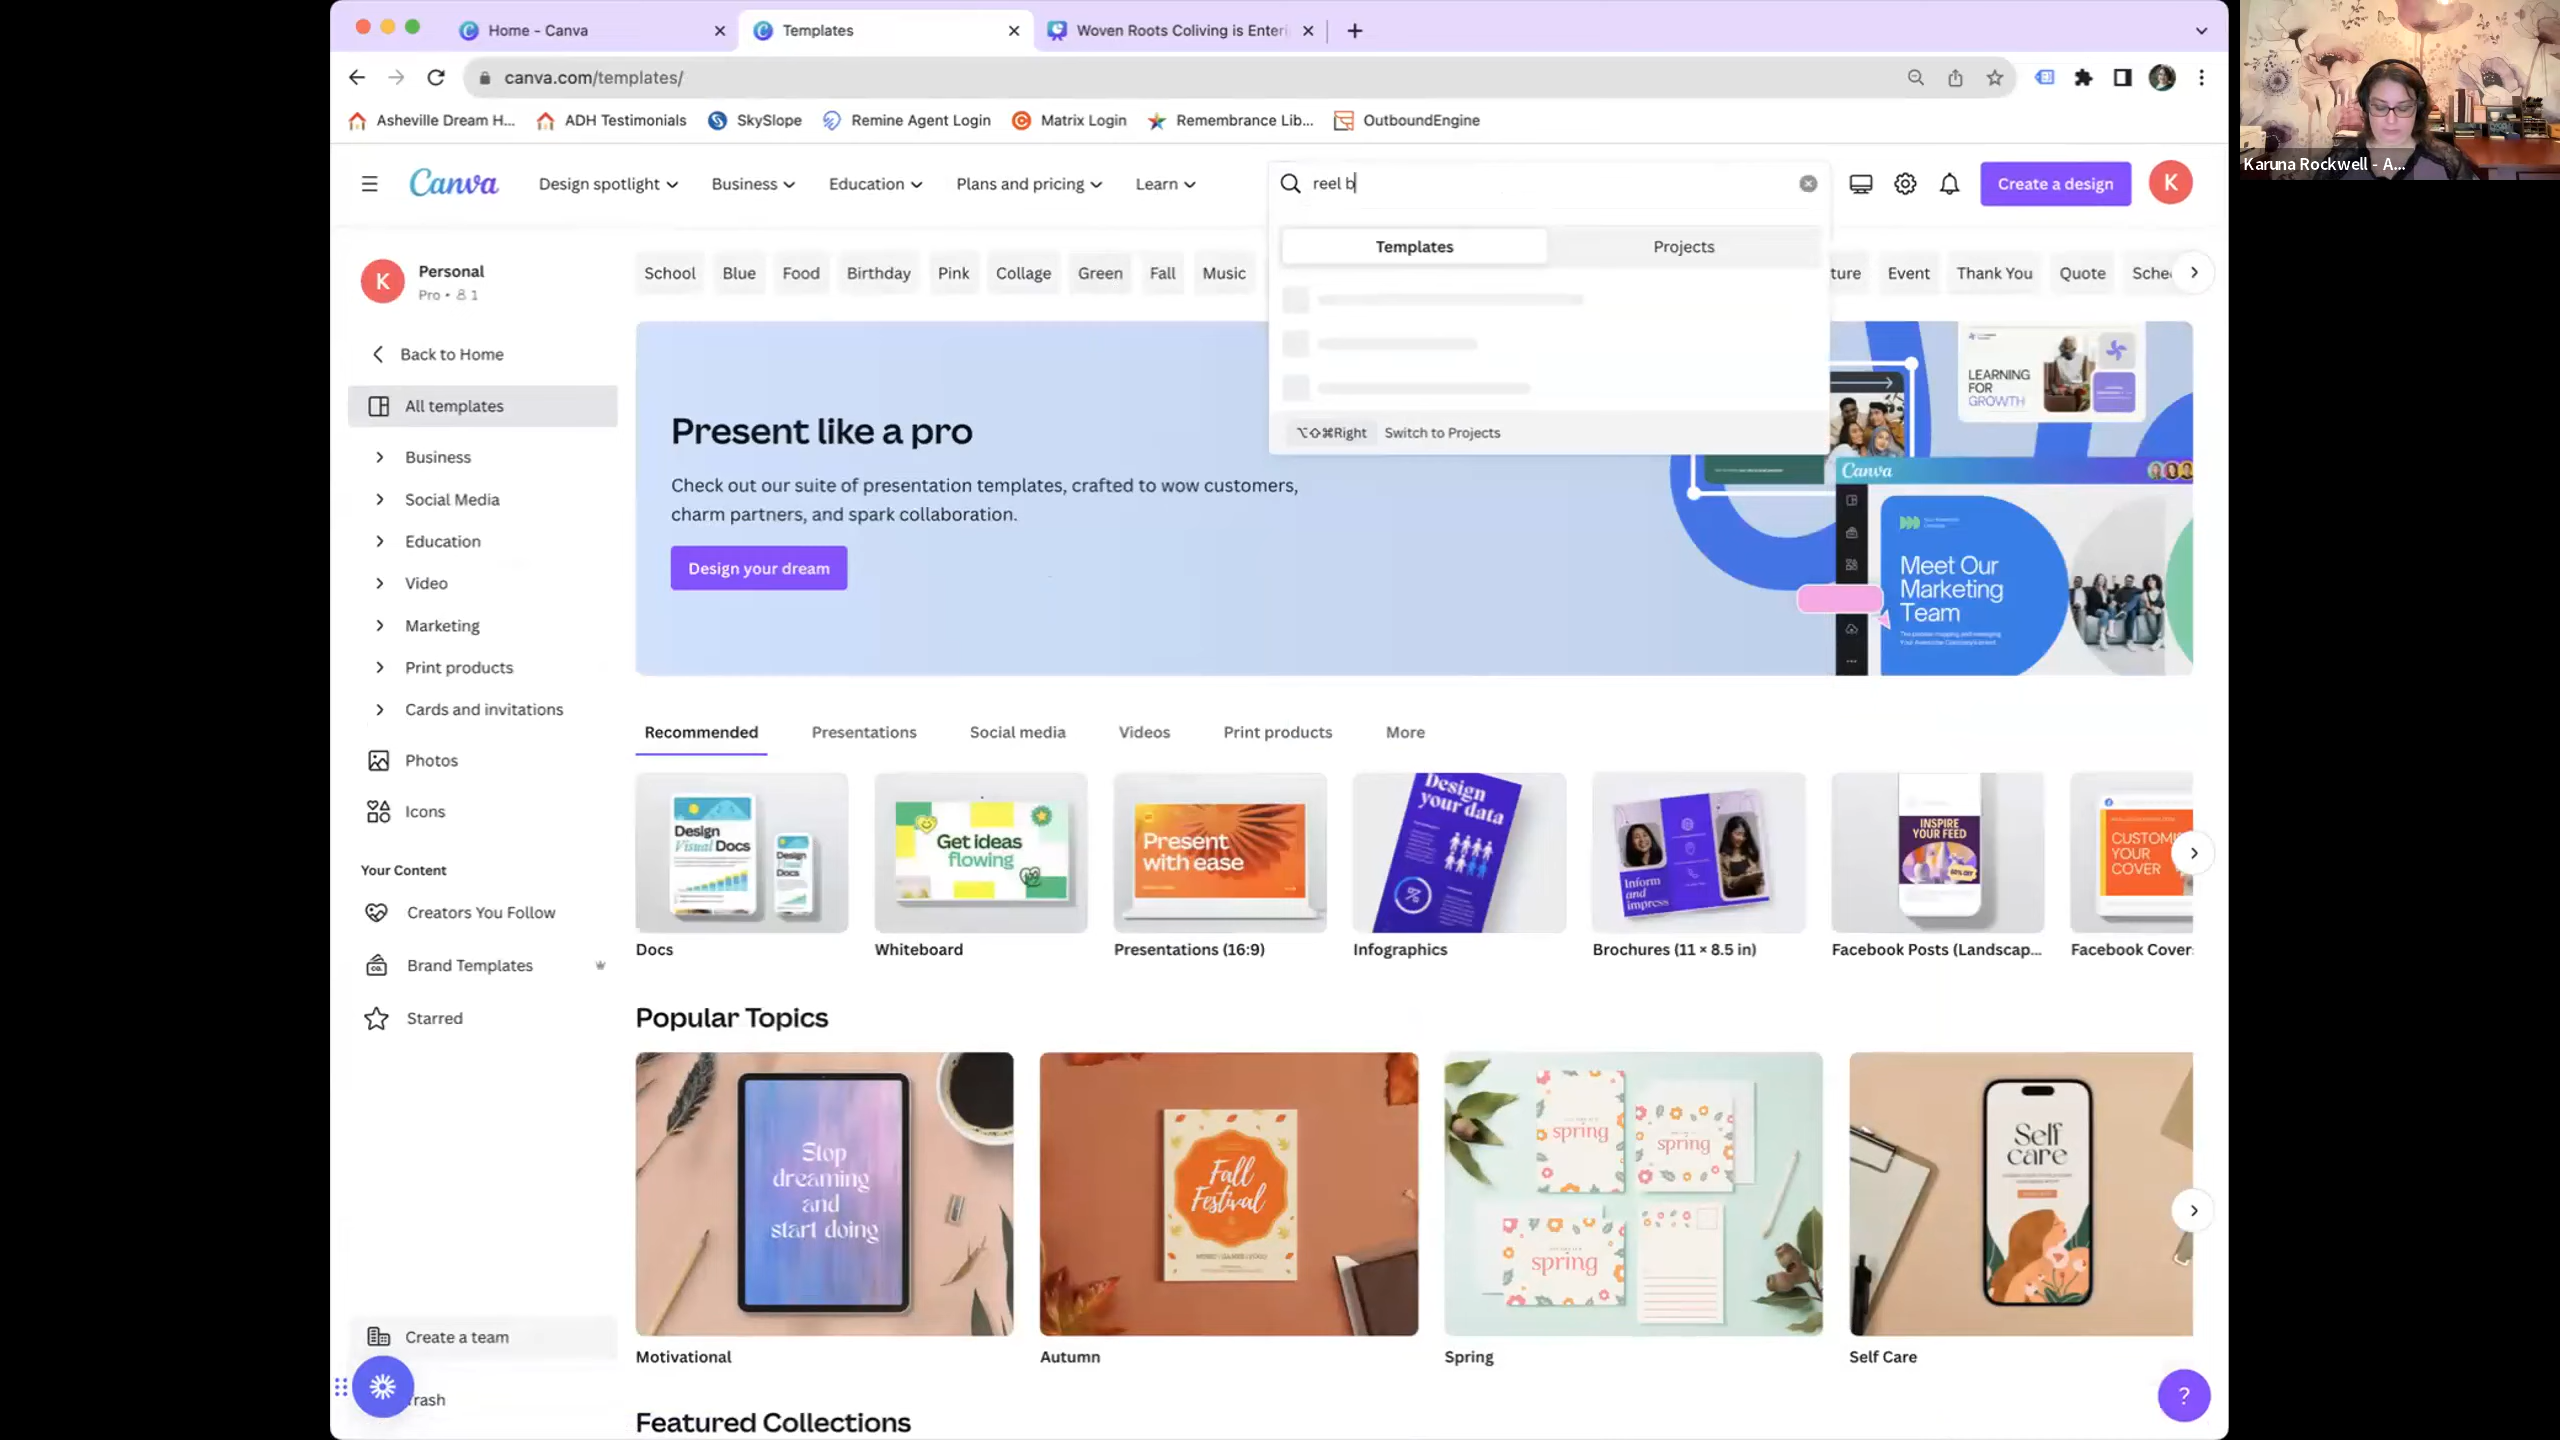 Home - Canva
Templates
Woven Roots Coliving is Enteri
canva.com/templates/
Asheville Dream H...
ADH Testimonials
SkySlope
Remine Agent Login
Matrix Login
Remembrance Lib...
OutboundEngine
Karuna Rockwell - A...
Canva
Design spotlight
Business
Education
Plans and pricing
Learn
reel b
Create a design
K
Templates
Projects
⌥⇧⌘Right Switch to Projects
K
Personal
Pro • 1
School
Blue
Food
Birthday
Pink
Collage
Green
Fall
Music
ture
Event
Thank You
Quote
Sche
Back to Home
All templates
Business
Social Media
Education
Video
Marketing
Print products
Cards and invitations
Photos
Icons
Your Content
Creators You Follow
Brand Templates
Starred
Create a team
rash
Present like a pro
Check out our suite of presentation templates, crafted to wow customers,
charm partners, and spark collaboration.
Design your dream
LEARNING
FOR
GROWTH
Canva
Meet Our
Marketing
Team
Recommended
Presentations
Social media
Videos
Print products
More
Design
Visual Docs
Design
Visual
Docs
Get ideas
flowing
Present
with ease
Design
your data
Inform
and
impress
INSPIRE
YOUR FEED
CUSTOMIS
YOUR
COVER
Docs
Whiteboard
Presentations (16:9)
Infographics
Brochures (11 × 8.5 in)
Facebook Posts (Landscap...
Facebook Cover
Popular Topics
Stop
dreaming
and
start doing
Fall
Festival
spring
spring
spring
Self
care
Motivational
Autumn
Spring
Self Care
Featured Collections
?